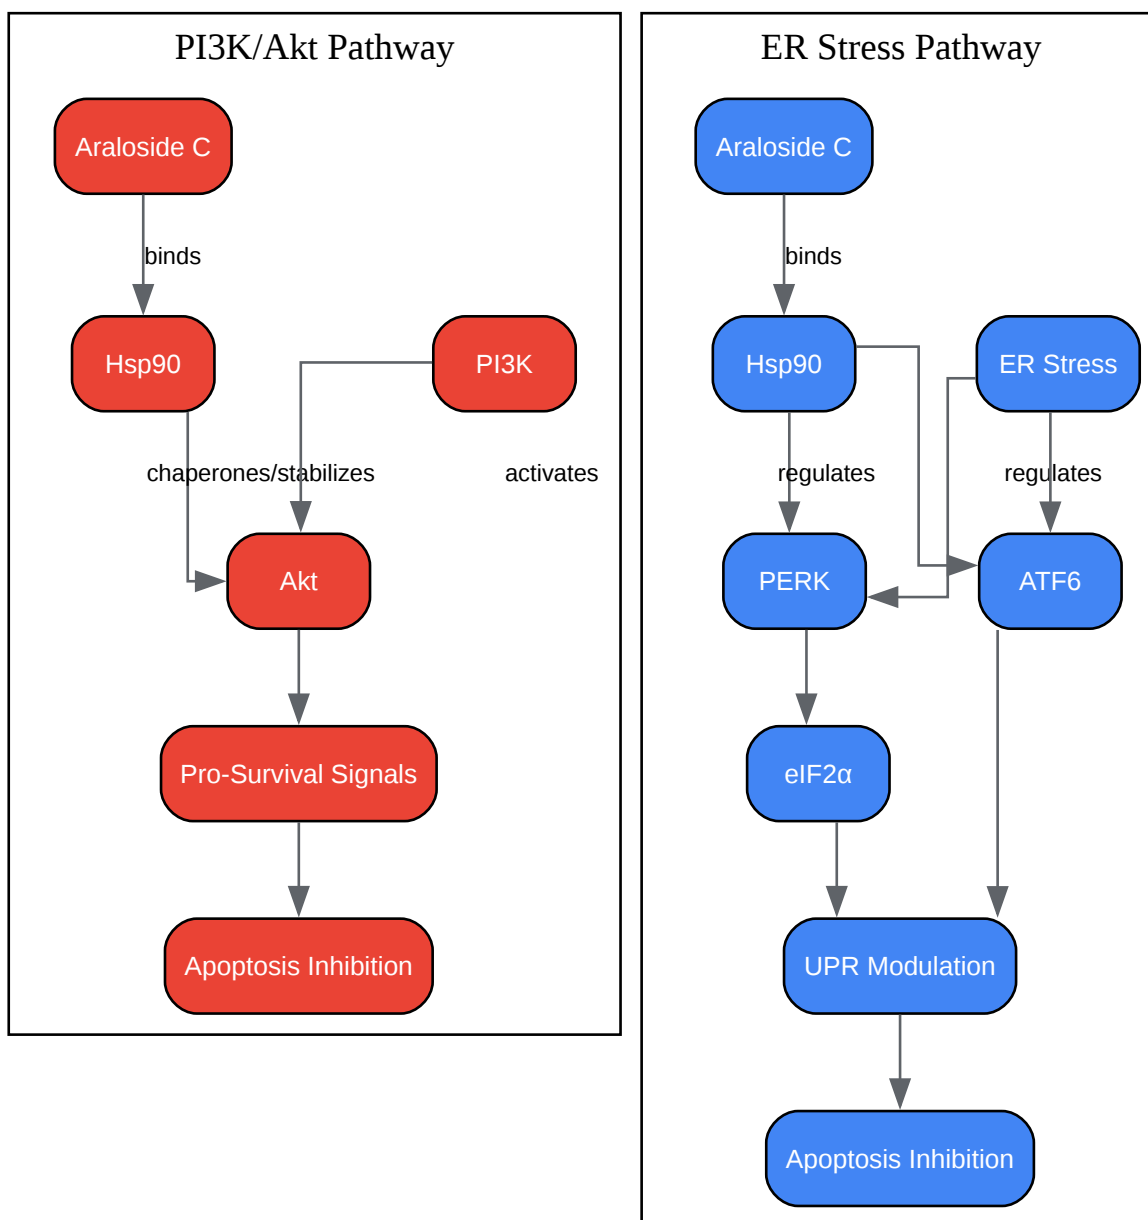 PI3K/Akt Pathway
Araloside C
binds
Hsp90
PI3K
chaperones/stabilizes
activates
Akt
Pro-Survival Signals
Apoptosis Inhibition
ER Stress Pathway
Araloside C
binds
Hsp90
ER Stress
regulates
regulates
PERK
ATF6
eIF2α
UPR Modulation
Apoptosis Inhibition